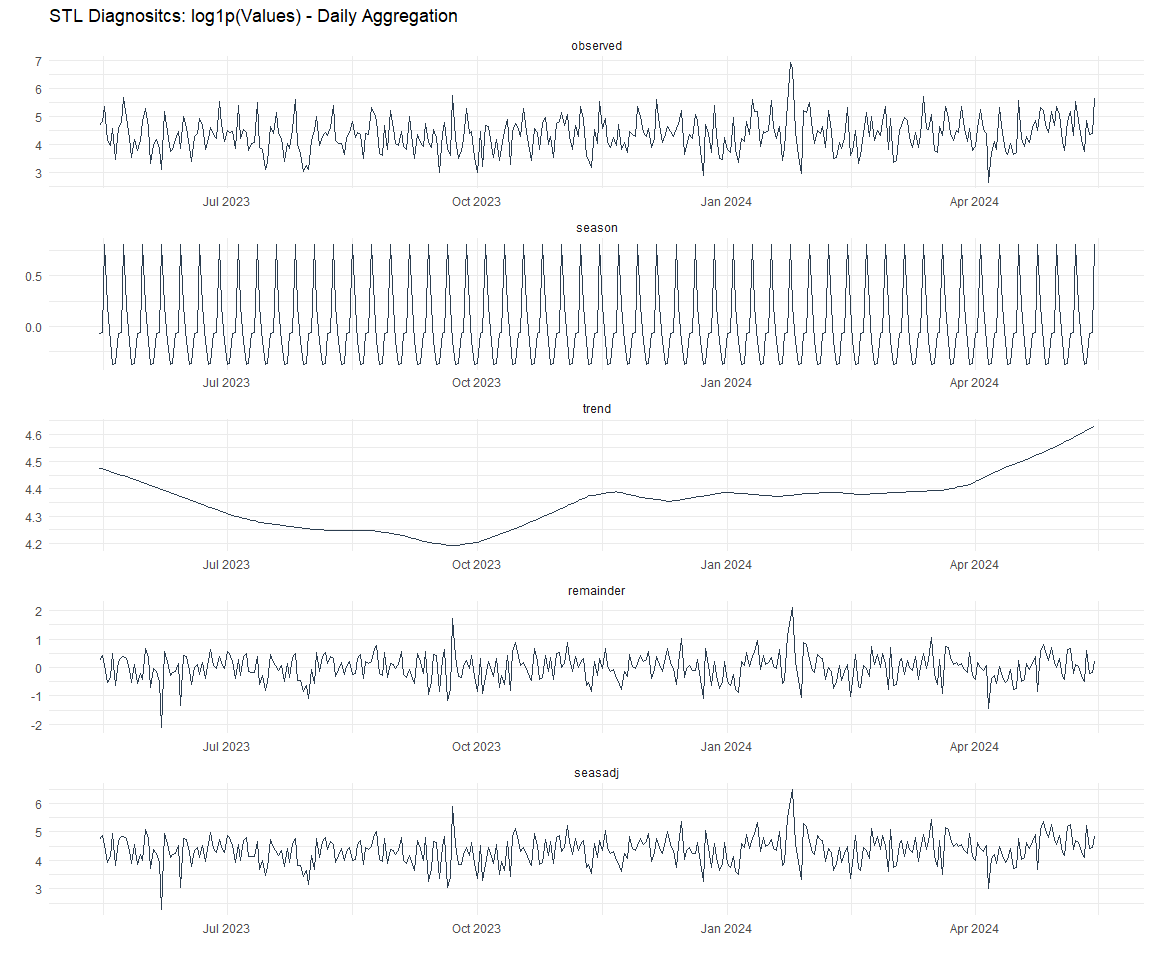 STL Diagnositcs: log1p(Values) - Daily Aggregation
observed
7
6
5
4
3
Jul 2023 Oct 2023 Jan 2024 Apr 2024
season
0.5
0.0
Jul 2023 Oct 2023 Jan 2024 Apr 2024
trend
4.6
4.5
4.4
4.3
4.2
Jul 2023 Oct 2023 Jan 2024 Apr 2024
remainder
2
1
0
-1
-2
Jul 2023 Oct 2023 Jan 2024 Apr 2024
seasadj
6
5
4
3
Jul 2023 Oct 2023 Jan 2024 Apr 2024